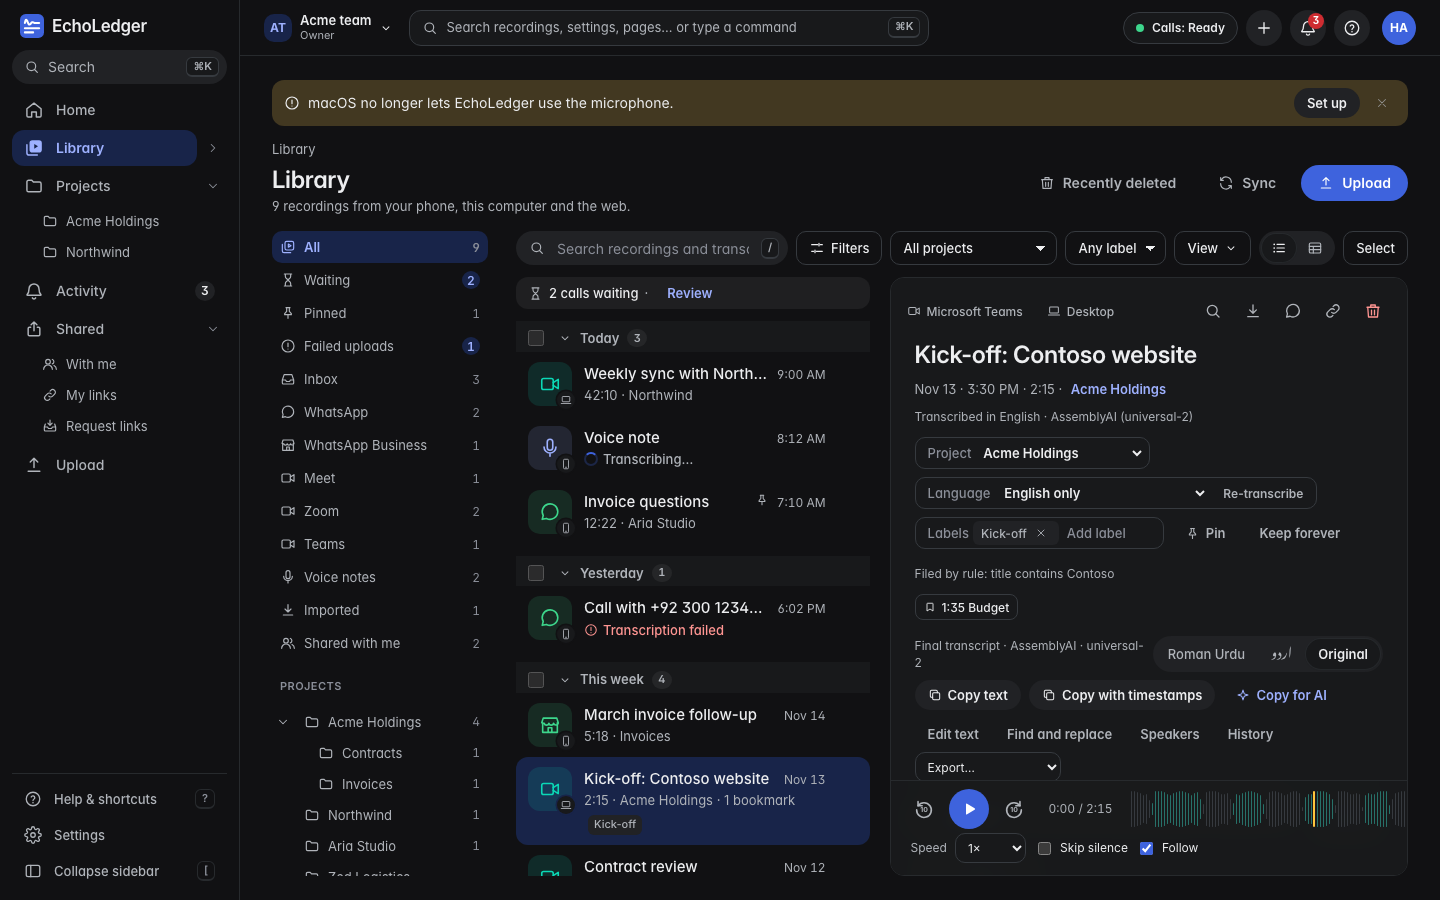 EchoLedger
Search ⌘K
Home
Library
Projects
Acme Holdings
Northwind
Activity 3
Shared
With me
My links
Request links
Upload
Help & shortcuts ?
Settings
Collapse sidebar [
AT Acme team
Owner
Search recordings, settings, pages... or type a command ⌘K
Calls: Ready
3
HA
macOS no longer lets EchoLedger use the microphone.
Set up
Library
Library
9 recordings from your phone, this computer and the web.
Recently deleted
Sync
Upload
All 9
Waiting 2
Pinned 1
Failed uploads 1
Inbox 3
WhatsApp 2
WhatsApp Business 1
Meet 1
Zoom 2
Teams 1
Voice notes 2
Imported 1
Shared with me 2
PROJECTS
Acme Holdings 4
Contracts 1
Invoices 1
Northwind 1
Aria Studio 1
Zed Logistics
Search recordings and transc /
Filters
All projects
Any label
View
Select
2 calls waiting · Review
Today 3
Weekly sync with North... 9:00 AM
42:10 · Northwind
Voice note 8:12 AM
Transcribing...
Invoice questions 7:10 AM
12:22 · Aria Studio
Yesterday 1
Call with +92 300 1234... 6:02 PM
Transcription failed
This week 4
March invoice follow-up Nov 14
5:18 · Invoices
Kick-off: Contoso website Nov 13
2:15 · Acme Holdings · 1 bookmark
Kick-off
Contract review Nov 12
Microsoft Teams Desktop
Kick-off: Contoso website
Nov 13 · 3:30 PM · 2:15 · Acme Holdings
Transcribed in English · AssemblyAI (universal-2)
Project Acme Holdings
Language English only Re-transcribe
Labels Kick-off × Add label Pin Keep forever
Filed by rule: title contains Contoso
1:35 Budget
Final transcript · AssemblyAI · universal-
2
Roman Urdu اردو Original
Copy text Copy with timestamps Copy for AI
Edit text Find and replace Speakers History
Export...
10 10 0:00 / 2:15
Speed 1× Skip silence Follow